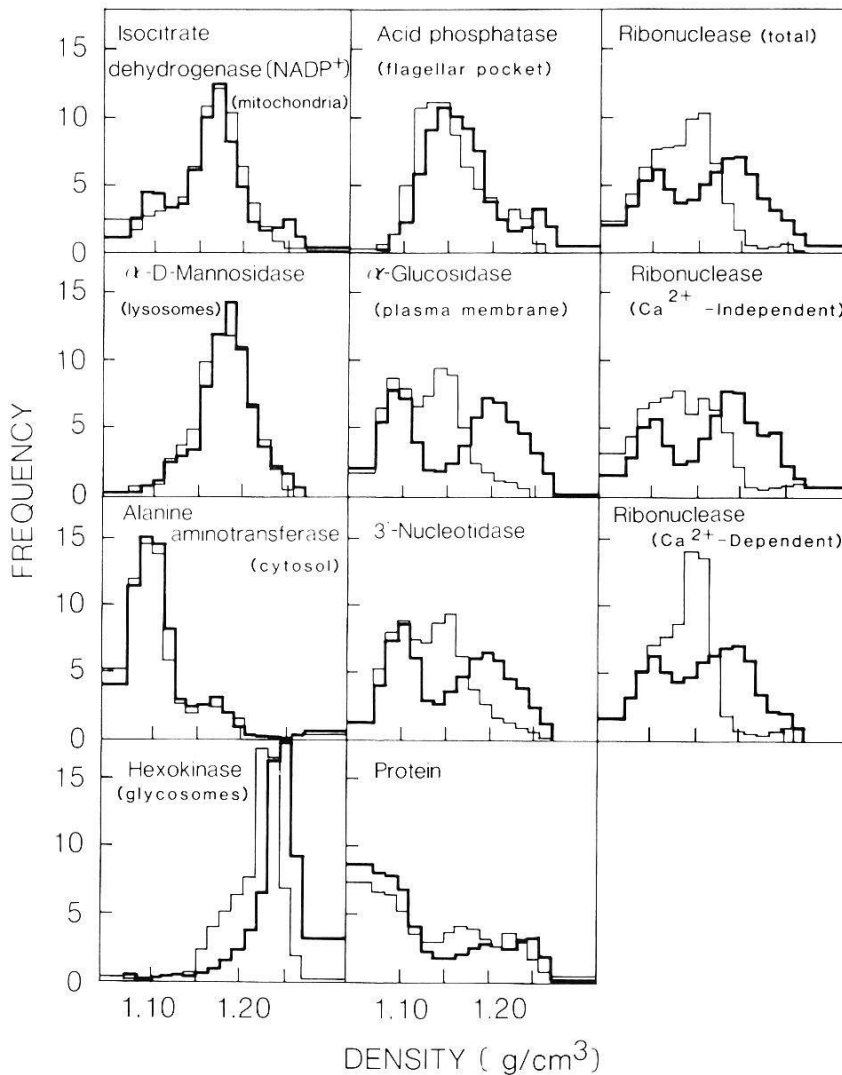 Isocitrate
dehydrogenase (NADP+)
(mitochondria)
Acid phosphatase
(flagellar pocket)
Ribonuclease (total)
15
10
5
0
α-D-Mannosidase
(lysosomes)
α-Glucosidase
(plasma membrane)
Ribonuclease
(Ca2+ -Independent)
15
10
5
0
Alanine
aminotransferase
(cytosol)
3'-Nucleotidase
Ribonuclease
(Ca2+-Dependent)
15
10
5
0
Hexokinase
(glycosomes)
Protein
15
10
5
0
1.10 1.20 1.10 1.20
FREQUENCY
DENSITY ( g/cm3)